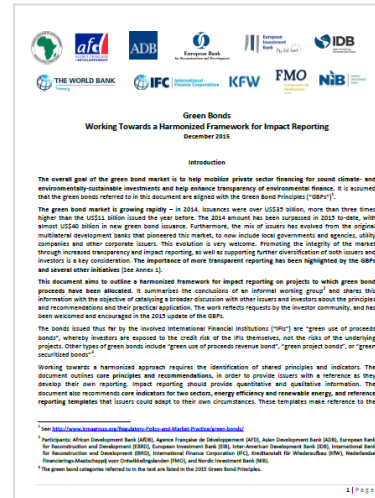 afd
AGENCE FRANÇAISE
DE DÉVELOPPEMENT
ADB
European Bank
for Reconstruction and Development
European
Investment
Bank
The EU bank
IDB
THE WORLD BANK
Treasury
IFC
International
Finance Corporation
KFW
FMO
NIB
Green Bonds
Working Towards a Harmonized Framework for Impact Reporting
December 2015
Introduction
The overall goal of the green bond market is to help mobilize private sector financing for sound climate- and
environmentally-sustainable investments and help enhance transparency of environmental finance. It is assumed
that the green bonds referred to in this document are aligned with the Green Bond Principles ("GBPs")¹.
The green bond market is growing rapidly – in 2014, issuances were over US$35 billion, more than three times
higher than the US$11 billion issued the year before. The 2014 amount has been surpassed in 2015 to-date, with
almost US$40 billion in new green bond issuance. Furthermore, the mix of issuers has evolved from the original
multilateral development banks that pioneered this market, to now include local governments and agencies, utility
companies and other corporate issuers. This evolution is very welcome. Promoting the integrity of the market
through increased transparency and impact reporting, as well as supporting further diversification of both issuers and
investors is a key consideration. The importance of more transparent reporting has been highlighted by the GBPs
and several other initiatives (See Annex 1).
This document aims to outline a harmonized framework for impact reporting on projects to which green bond
proceeds have been allocated. It summarizes the conclusions of an informal working group² and shares this
information with the objective of catalysing a broader discussion with other issuers and investors about the principles
and recommendations and their practical application. The work reflects requests by the investor community, and has
been welcomed and encouraged in the 2015 update of the GBPs.
The bonds issued thus far by the involved International Financial Institutions ("IFIs") are "green use of proceeds
bonds", whereby investors are exposed to the credit risk of the IFIs themselves, not the risks of the underlying
projects. Other types of green bonds include "green use of proceeds revenue bond", "green project bonds", or "green
securitized bonds"³.
Working towards a harmonized approach requires the identification of shared principles and indicators. The
document outlines core principles and recommendations, in order to provide issuers with a reference as they
develop their own reporting. Impact reporting should provide quantitative and qualitative information. The
document also recommends core indicators for two sectors, energy efficiency and renewable energy, and reference
reporting templates that issuers could adapt to their own circumstances. These templates make reference to the
See: http://www.icmagroup.org/Regulatory-Policy-and-Market-Practice/green-bonds/
Participants: African Development Bank (AfDB), Agence Française de Développement (AFD), Asian Development Bank (ADB), European Bank
for Reconstruction and Development (EBRD), European Investment Bank (EIB), Inter-American Development Bank (IDB), International Bank
for Reconstruction and Development (IBRD), International Finance Corporation (IFC), Kreditanstalt für Wiederaufbau (KfW), Nederlandse
Financierings-Maatschappij voor Ontwikkelingslanden (FMO), and Nordic Investment Bank (NIB).
The green bond categories referred to in the text are listed in the 2015 Green Bond Principles.
1 | Page